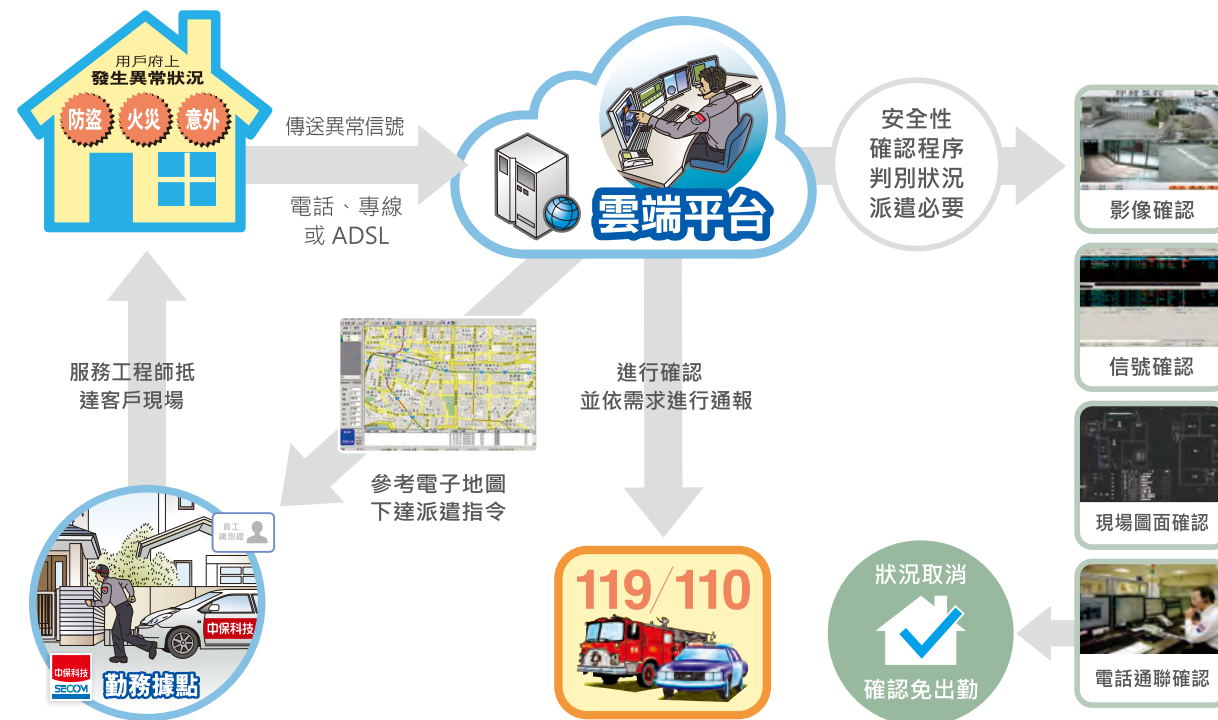 用戶府上
發生異常狀況
防盜
火災
意外
傳送異常信號
電話、專線
或 ADSL
雲端平台
安全性
確認程序
判別狀況
派遣必要
影像確認
信號確認
現場圖面確認
電話通聯確認
服務工程師抵
達客戶現場
參考電子地圖
下達派遣指令
進行確認
並依需求進行通報
員工
識別證
中保科技
中保科技
SECOM
勤務據點
119/110
狀況取消
確認免出勤